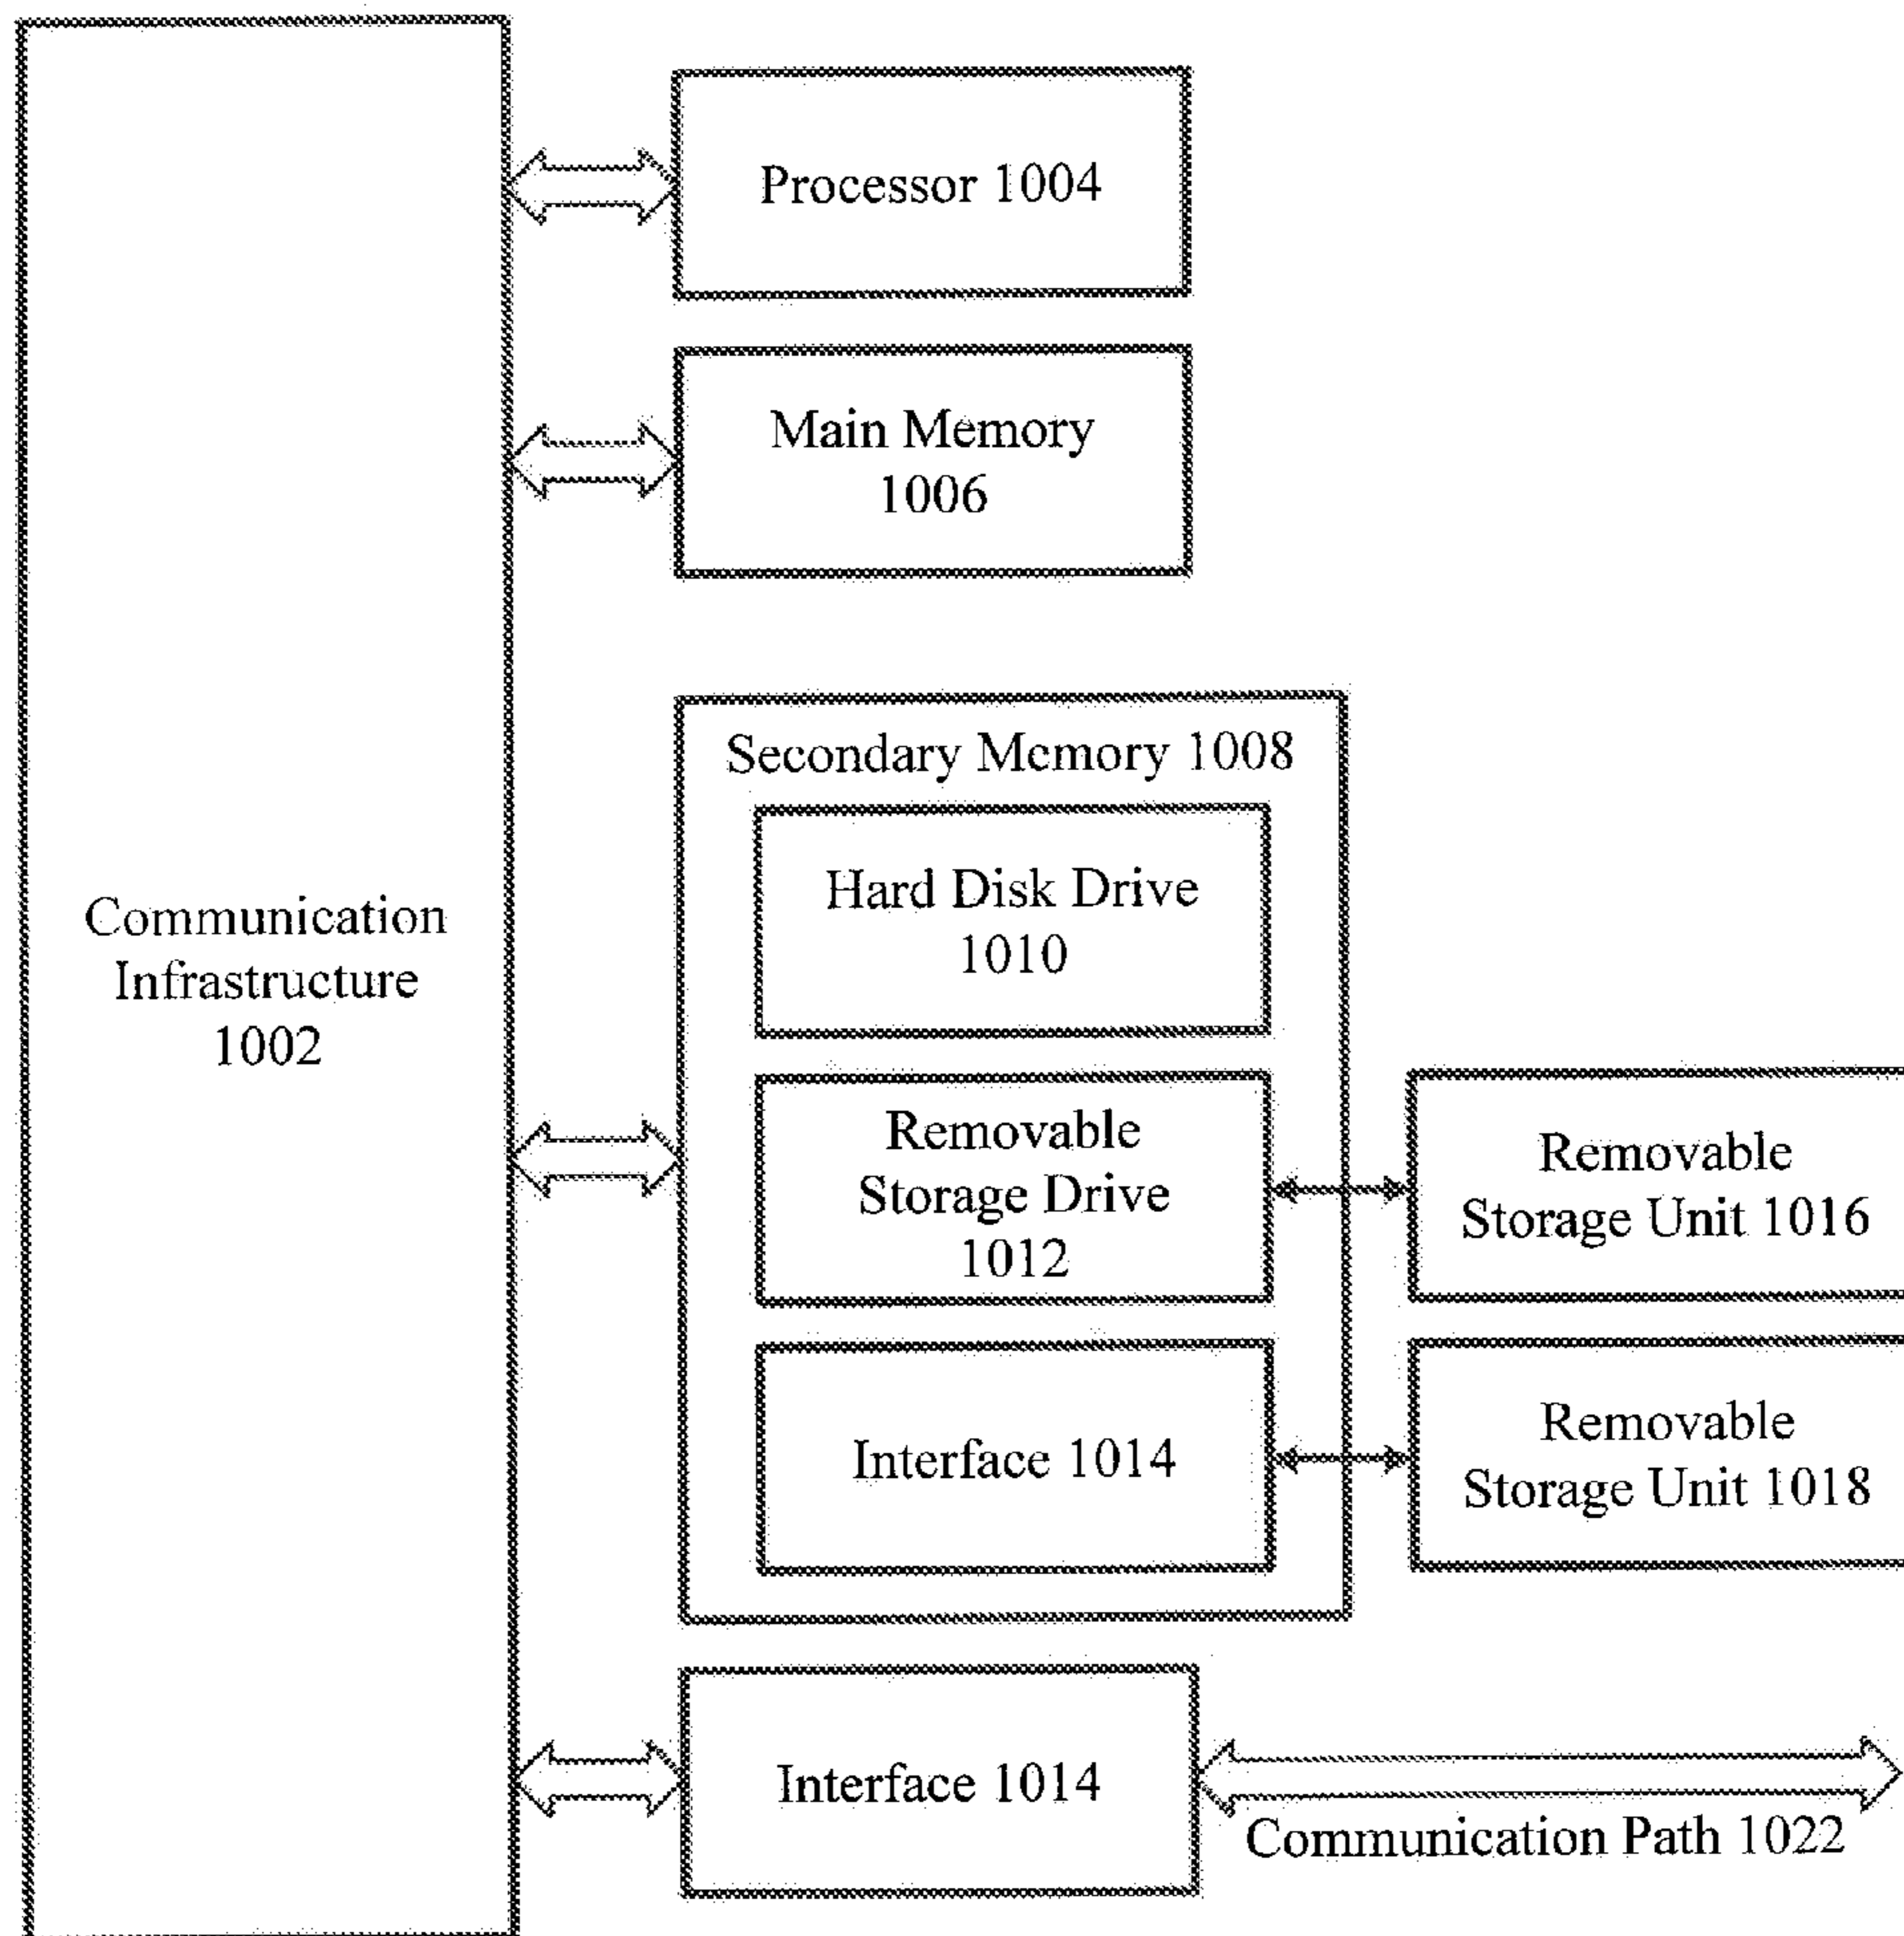 Processor 1004
Main Memory
1006
Secondary Memory 1008
Hard Disk Drive
1010
Communication
Infrastructure
1002
Removable
Storage Drive
1012
Removable
Storage Unit 1016
Interface 1014
Removable
Storage Unit 1018
Interface 1014
Communication Path 1022